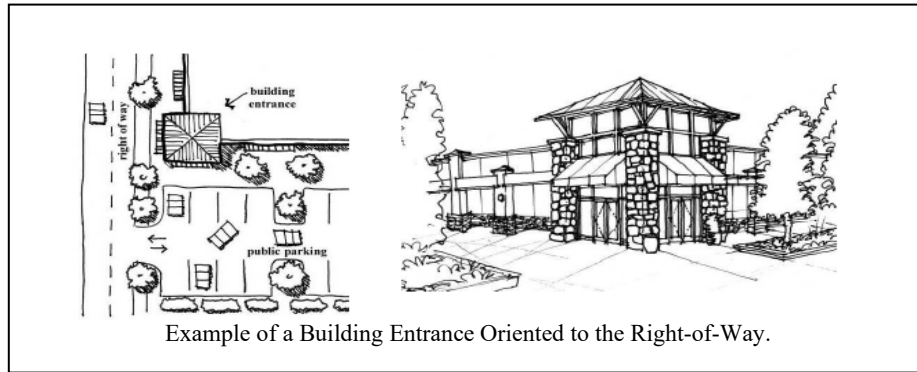 building
entrance
right of way
public parking
Example of a Building Entrance Oriented to the Right-of-Way.